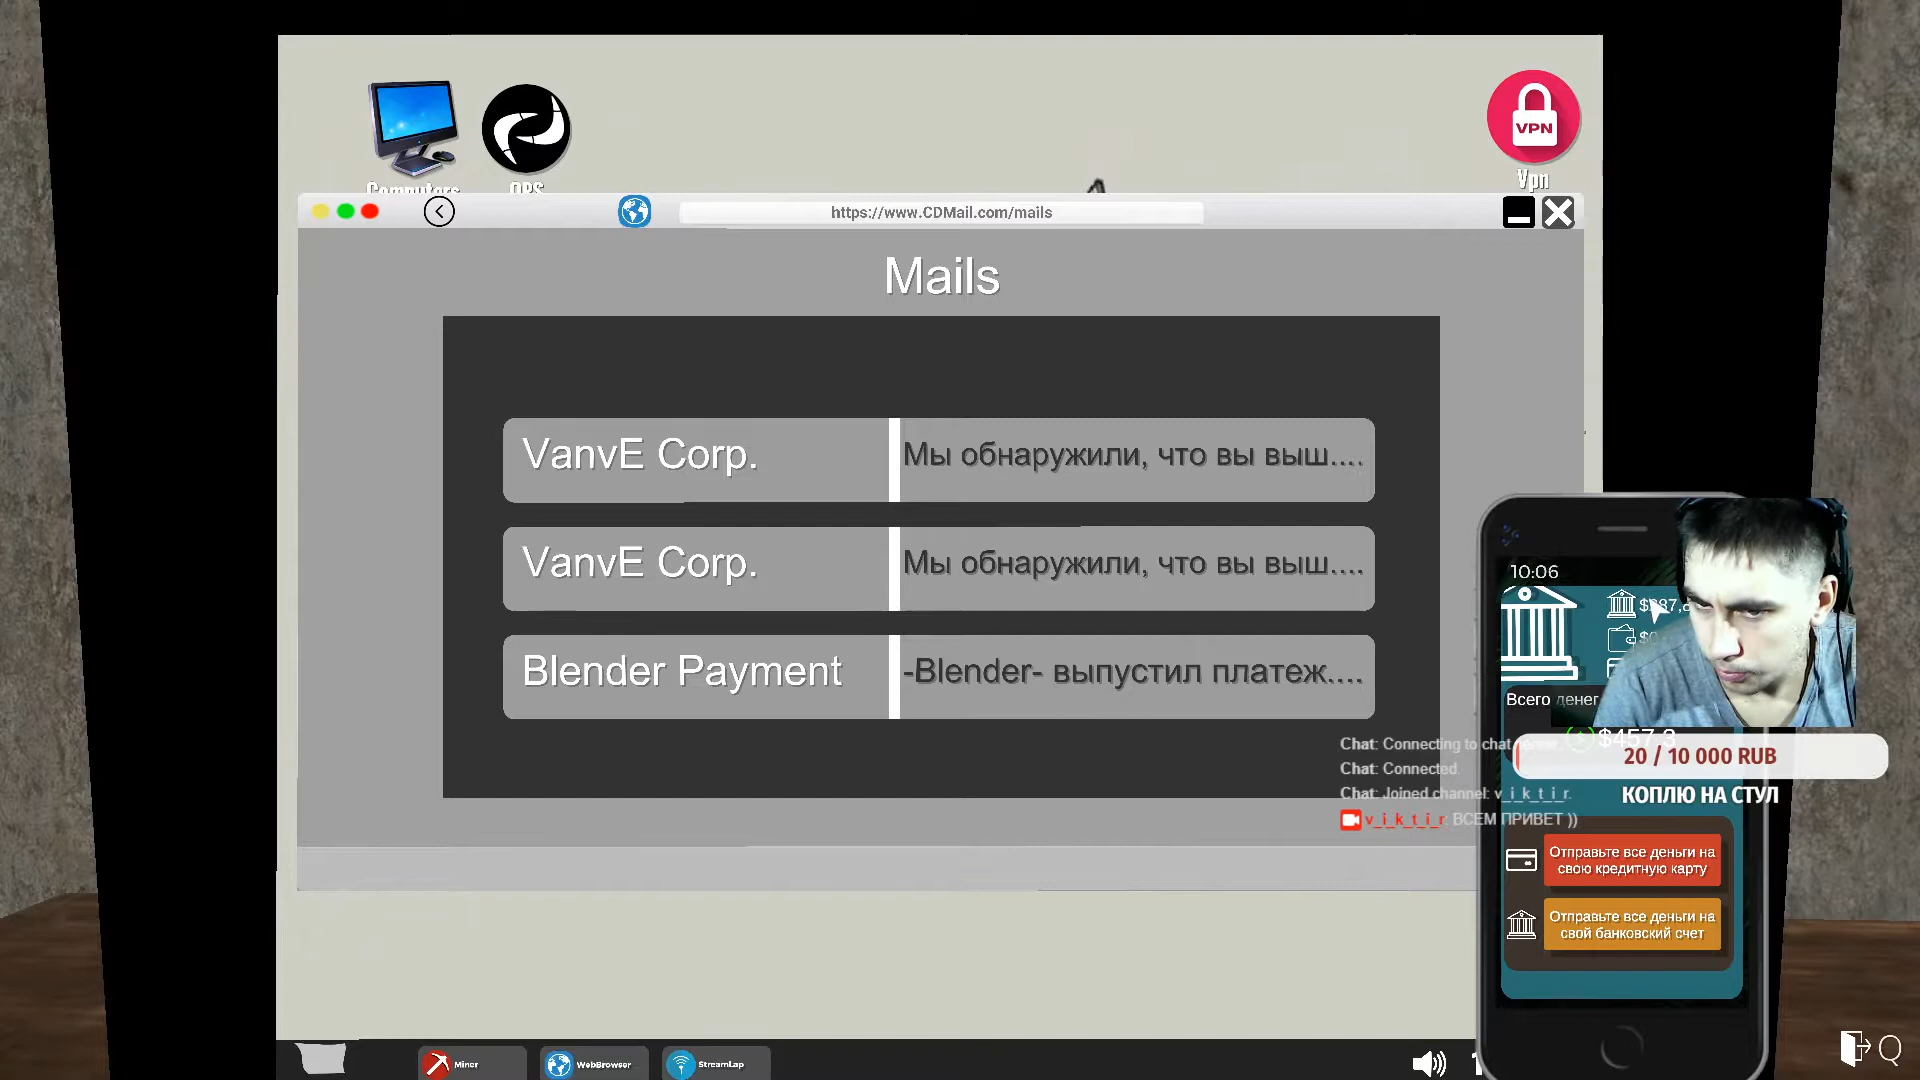 VPN
Vpn
https://www.CDMail.com/mails
Mails
VanvE Corp.
Мы обнаружили, что вы выш....
VanvE Corp.
Мы обнаружили, что вы выш....
Blender Payment
-Blender- выпустил платеж....
10:06
Всего денег
$457,3
20 / 10 000 RUB
КОПЛЮ НА СТУЛ
Chat: Connecting to chat
Chat: Connected.
Chat: Joined channel: v_i_k_t_i_r.
v_i_k_t_i_r: ВСЕМ ПРИВЕТ ))
Отправьте все деньги на
свою кредитную карту
Отправьте все деньги на
свой банковский счет
Miner
WebBrowser
StreamLap
Q